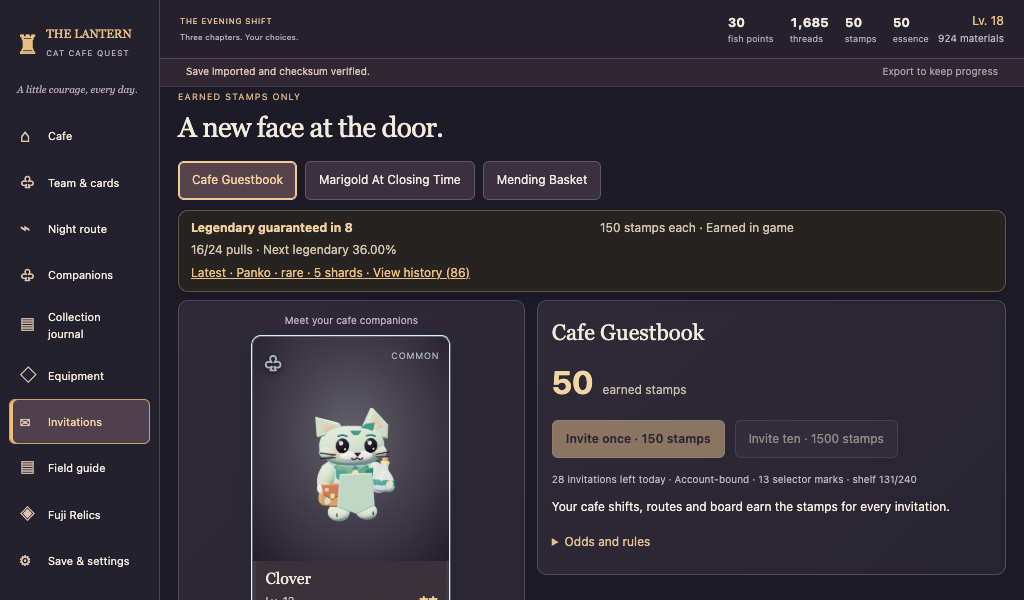 THE LANTERN
CAT CAFE QUEST
A little courage, every day.
Cafe
Team & cards
Night route
Companions
Collection
journal
Equipment
Invitations
Field guide
Fuji Relics
Save & settings
THE EVENING SHIFT
Three chapters. Your choices.
30
fish points
1,685
threads
50
stamps
50
essence
Lv. 18
924 materials
Save imported and checksum verified.
Export to keep progress
EARNED STAMPS ONLY
A new face at the door.
Cafe Guestbook
Marigold At Closing Time
Mending Basket
Legendary guaranteed in 8
150 stamps each · Earned in game
16/24 pulls · Next legendary 36.00%
Latest · Panko · rare · 5 shards · View history (86)
Meet your cafe companions
COMMON
Clover
Cafe Guestbook
50 earned stamps
Invite once · 150 stamps
Invite ten · 1500 stamps
28 invitations left today · Account-bound · 13 selector marks · shelf 131/240
Your cafe shifts, routes and board earn the stamps for every invitation.
Odds and rules